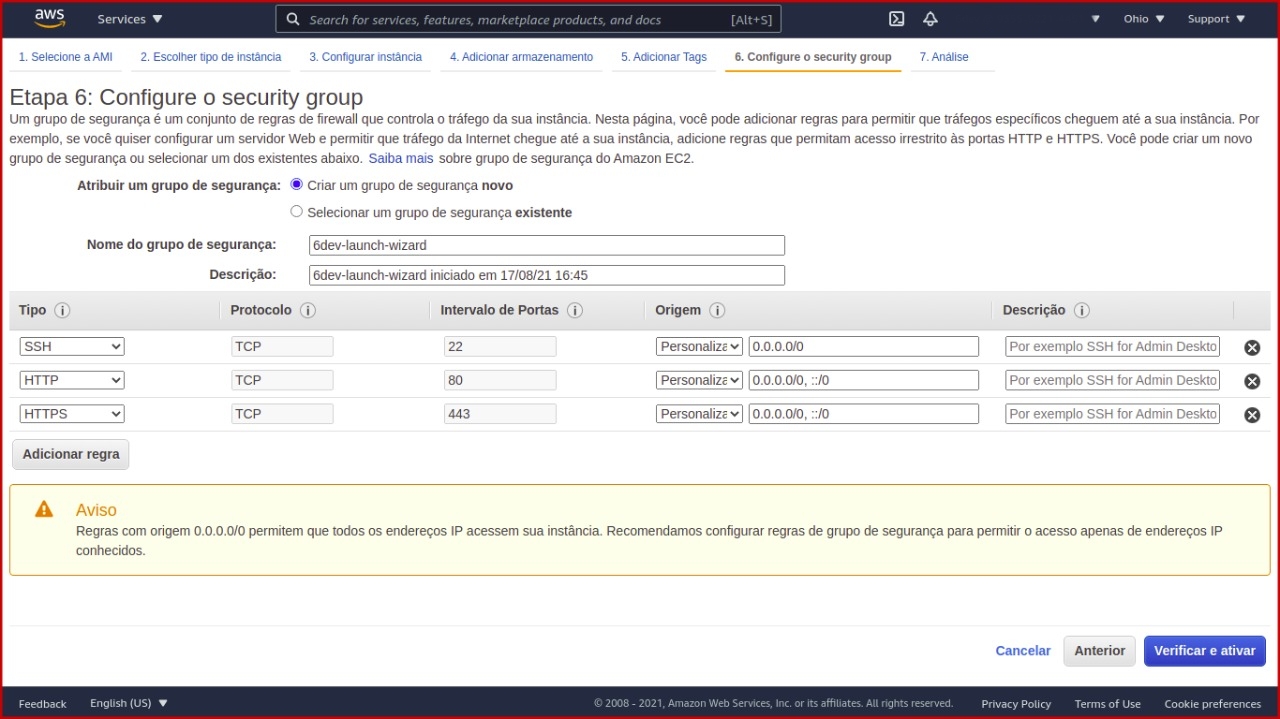 aws Services Search for services, features, marketplace products, and docs [Alt+S] Ohio Support
1. Selecione a AMI 2. Escolher tipo de instância 3. Configurar instância 4. Adicionar armazenamento 5. Adicionar Tags 6. Configure o security group 7. Análise
Etapa 6: Configure o security group
Um grupo de segurança é um conjunto de regras de firewall que controla o tráfego da sua instância. Nesta página, você pode adicionar regras para permitir que tráfegos específicos cheguem até a sua instância. Por
exemplo, se você quiser configurar um servidor Web e permitir que tráfego da Internet chegue até a sua instância, adicione regras que permitam acesso irrestrito às portas HTTP e HTTPS. Você pode criar um novo
grupo de segurança ou selecionar um dos existentes abaixo. Saiba mais sobre grupo de segurança do Amazon EC2.
Atribuir um grupo de segurança: Criar um grupo de segurança novo
Selecionar um grupo de segurança existente
Nome do grupo de segurança: 6dev-launch-wizard
Descrição: 6dev-launch-wizard iniciado em 17/08/21 16:45
Tipo i Protocolo i Intervalo de Portas i Origem i Descrição i
SSH TCP 22 Personaliza 0.0.0.0/0 Por exemplo SSH for Admin Deskto
HTTP TCP 80 Personaliza 0.0.0.0/0, ::/0 Por exemplo SSH for Admin Deskto
HTTPS TCP 443 Personaliza 0.0.0.0/0, ::/0 Por exemplo SSH for Admin Deskto
Adicionar regra
Aviso
Regras com origem 0.0.0.0/0 permitem que todos os endereços IP acessem sua instância. Recomendamos configurar regras de grupo de segurança para permitir o acesso apenas de endereços IP
conhecidos.
Cancelar Anterior Verificar e ativar
Feedback English (US) © 2008 - 2021, Amazon Web Services, Inc. or its affiliates. All rights reserved. Privacy Policy Terms of Use Cookie preferences